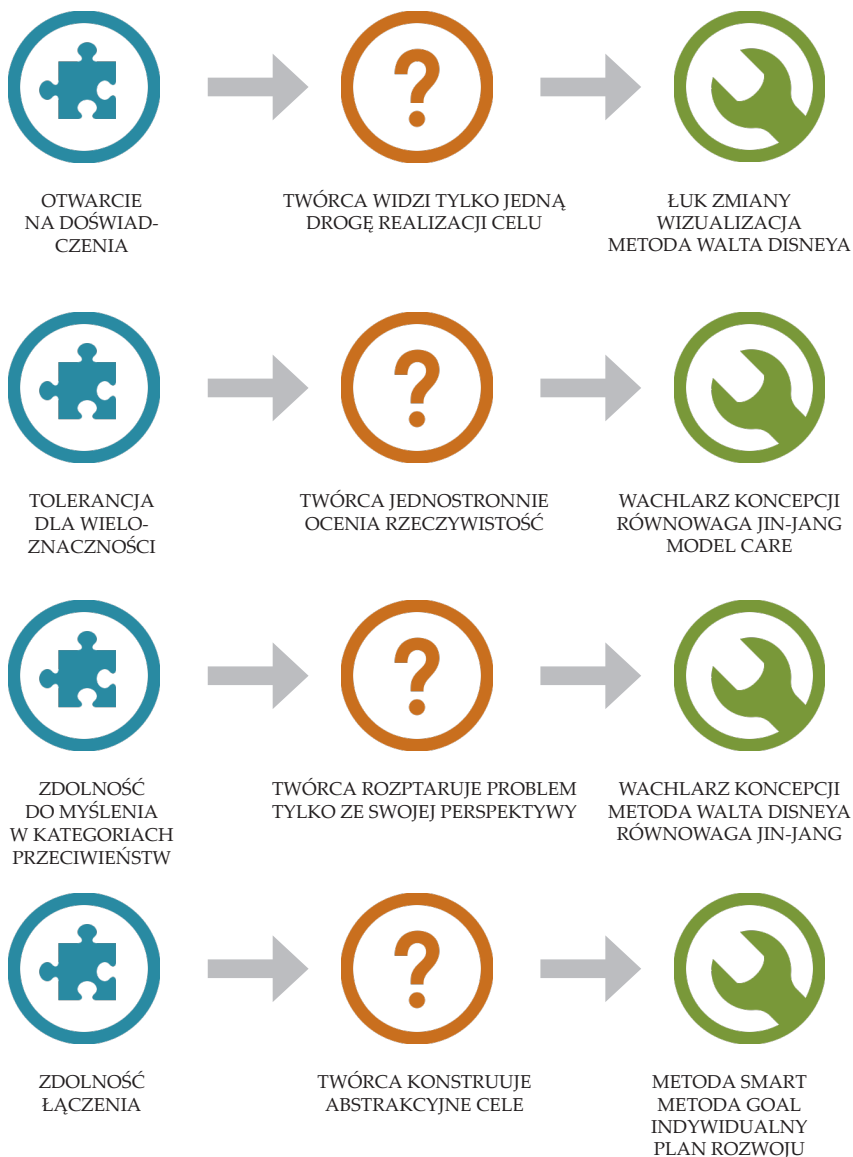 ?
OTWARCIE
NA DOŚWIAD-
CZENIA
TWÓRCA WIDZI TYLKO JEDNĄ
DROGĘ REALIZACJI CELU
ŁUK ZMIANY
WIZUALIZACJA
METODA WALTA DISNEYA
?
TOLERANCJA
DLA WIELO-
ZNACZNOŚCI
TWÓRCA JEDNOSTRONNIE
OCENIA RZECZYWISTOŚĆ
WACHLARZ KONCEPCJI
RÓWNOWAGA JIN-JANG
MODEL CARE
?
ZDOLNOŚĆ
DO MYŚLENIA
W KATEGORIACH
PRZECIWIEŃSTW
TWÓRCA ROZPTARUJE PROBLEM
TYLKO ZE SWOJEJ PERSPEKTYWY
WACHLARZ KONCEPCJI
METODA WALTA DISNEYA
RÓWNOWAGA JIN-JANG
?
ZDOLNOŚĆ
ŁĄCZENIA
TWÓRCA KONSTRUUJE
ABSTRAKCYJNE CELE
METODA SMART
METODA GOAL
INDYWIDUALNY
PLAN ROZWOJU